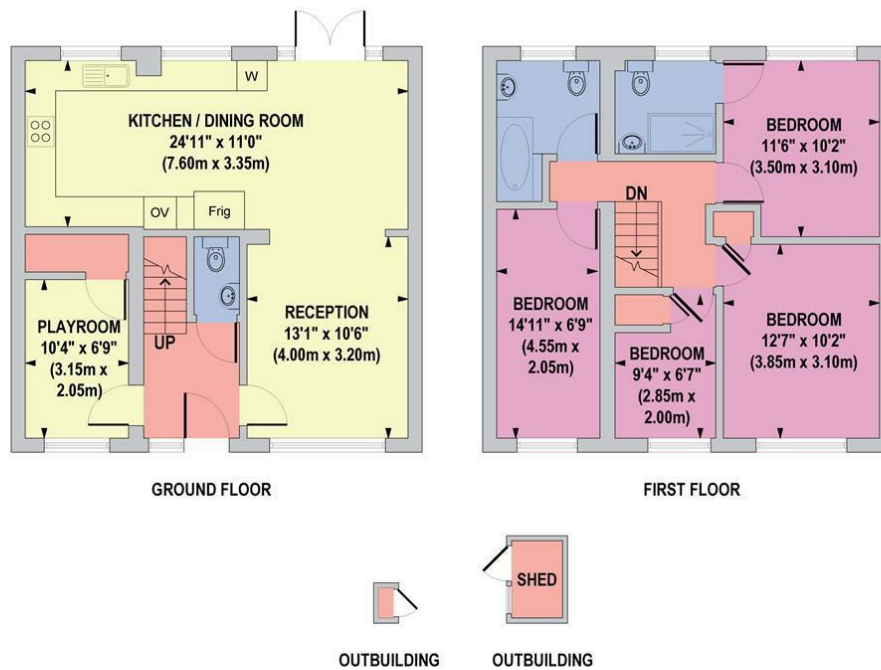 W
KITCHEN / DINING ROOM
24'11" x 11'0"
(7.60m x 3.35m)
OV
Frig
PLAYROOM
10'4" x 6'9"
(3.15m x
2.05m)
UP
RECEPTION
13'1" x 10'6"
(4.00m x 3.20m)
GROUND FLOOR
BEDROOM
11'6" x 10'2"
(3.50m x 3.10m)
DN
BEDROOM
14'11" x 6'9"
(4.55m x
2.05m)
BEDROOM
9'4" x 6'7"
(2.85m x
2.00m)
BEDROOM
12'7" x 10'2"
(3.85m x 3.10m)
FIRST FLOOR
OUTBUILDING
SHED
OUTBUILDING